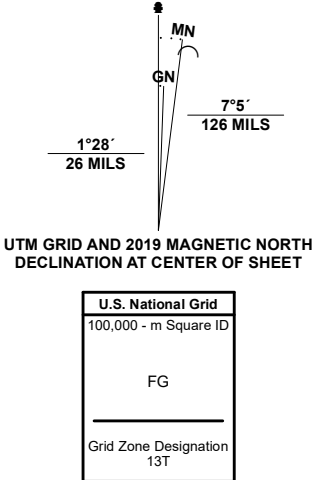 MN
GN
7°5´
126 MILS
1°28´
26 MILS
UTM GRID AND 2019 MAGNETIC NORTH
DECLINATION AT CENTER OF SHEET
U.S. National Grid
100,000 - m Square ID
FG
Grid Zone Designation
13T